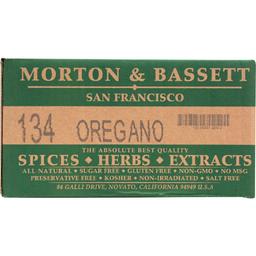 MORTON & BASSETT
SAN FRANCISCO
134 OREGANO
THE ABSOLUTE BEST QUALITY
SPICES • HERBS • EXTRACTS
ALL NATURAL • SUGAR FREE • GLUTEN FREE • NON-GMO • NO MSG
PRESERVATIVE FREE • KOSHER • NON-IRRADIATED • SALT FREE
84 GALLI DRIVE, NOVATO, CALIFORNIA 94949 U.S.A